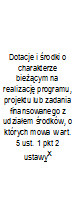 Dotacje i środki o
charakterze
bieżącym na
realizację programu,
projektu lub zadania
finansowanego z
udziałem środków, o
których mowa w art.
5 ust. 1 pkt 2
ustawy x